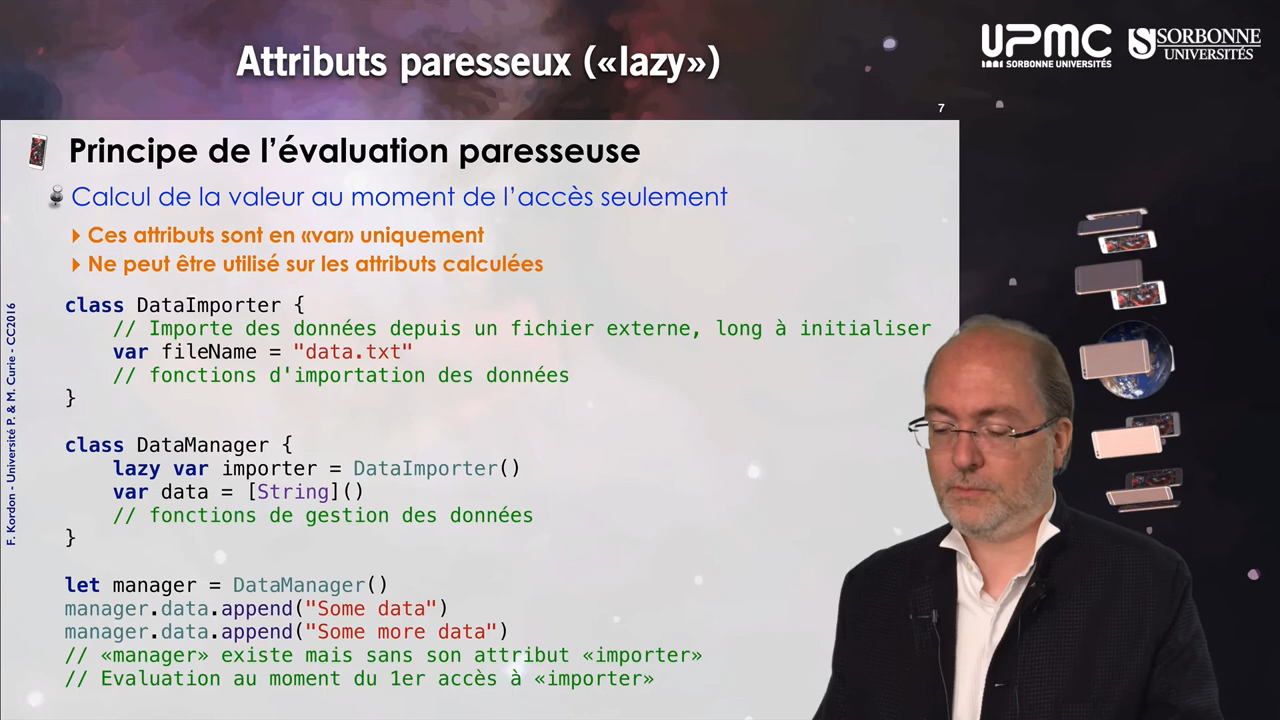 Attributs paresseux («lazy»)
UPMC
SORBONNE UNIVERSITÉS
S SORBONNE
UNIVERSITÉS
7
Principe de l’évaluation paresseuse
Calcul de la valeur au moment de l’accès seulement
Ces attributs sont en «var» uniquement
Ne peut être utilisé sur les attributs calculées
class DataImporter {
    // Importe des données depuis un fichier externe, long à initialiser
    var fileName = "data.txt"
    // fonctions d'importation des données
}
class DataManager {
    lazy var importer = DataImporter()
    var data = [String]()
    // fonctions de gestion des données
}
let manager = DataManager()
manager.data.append("Some data")
manager.data.append("Some more data")
// «manager» existe mais sans son attribut «importer»
// Evaluation au moment du 1er accès à «importer»
F. Kordon - Université P. & M. Curie - CC2016